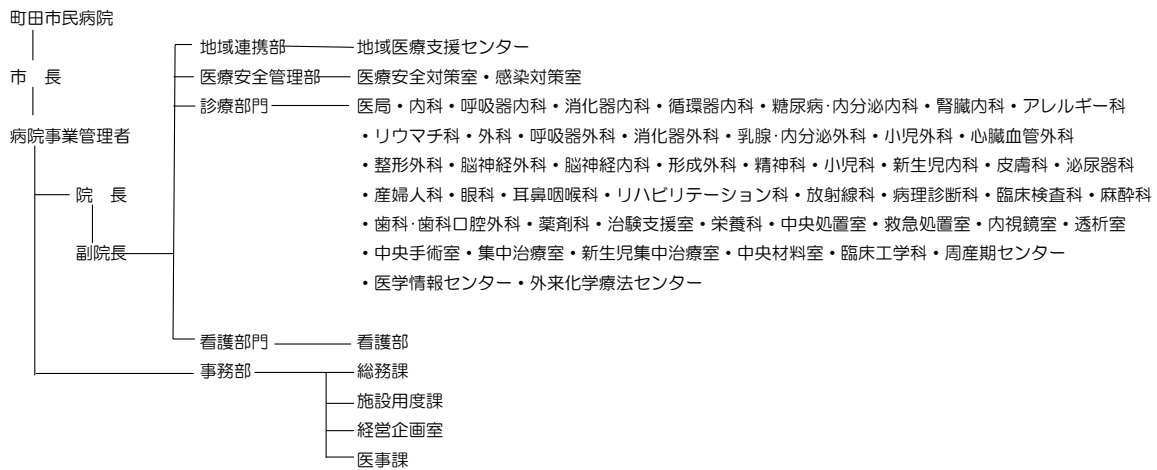 町田市民病院
地域連携部 地域医療支援センター
市　長 医療安全管理部 医療安全対策室・感染対策室
診療部門 医局・内科・呼吸器内科・消化器内科・循環器内科・糖尿病･内分泌内科・腎臓内科・アレルギー科
病院事業管理者 ・リウマチ科・外科・呼吸器外科・消化器外科・乳腺･内分泌外科・小児外科・心臓血管外科
・整形外科・脳神経外科・脳神経内科・形成外科・精神科・小児科・新生児内科・皮膚科・泌尿器科
院　長 ・産婦人科・眼科・耳鼻咽喉科・リハビリテーション科・放射線科・病理診断科・臨床検査科・麻酔科
・歯科･歯科口腔外科・薬剤科・治験支援室・栄養科・中央処置室・救急処置室・内視鏡室・透析室
副院長 ・中央手術室・集中治療室・新生児集中治療室・中央材料室・臨床工学科・周産期センター
・医学情報センター・外来化学療法センター
看護部門 看護部
事務部 総務課
施設用度課
経営企画室
医事課